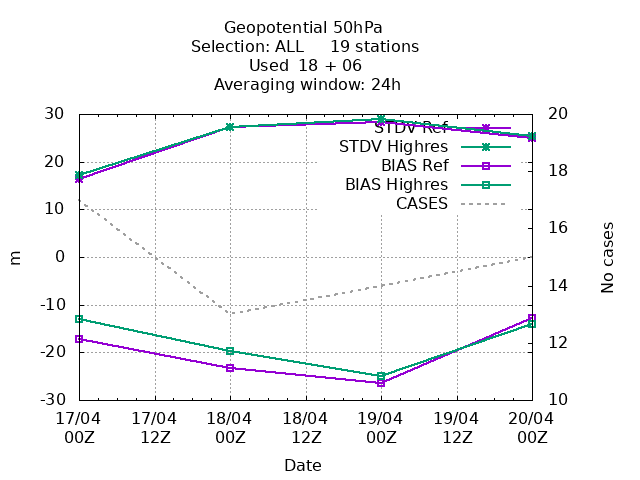 Geopotential 50hPa
Selection: ALL     19 stations
Used  18 + 06
Averaging window: 24h
30
20
10
0
-10
-20
-30
m
20
18
16
14
12
10
No cases
STDV Ref
STDV Highres
BIAS Ref
BIAS Highres
CASES
17/04 17/04 18/04 18/04 19/04 19/04 20/04
00Z 12Z 00Z 12Z 00Z 12Z 00Z
Date